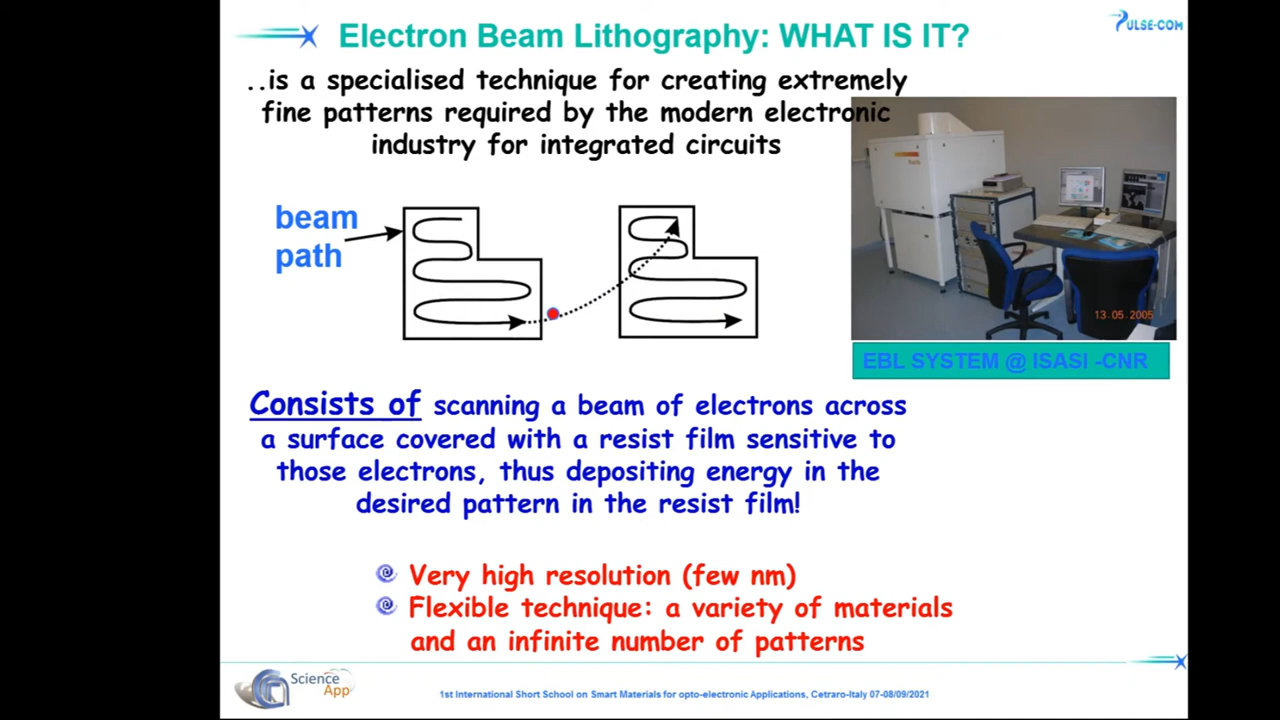 Electron Beam Lithography: WHAT IS IT?
PULSE-COM
..is a specialised technique for creating extremely
fine patterns required by the modern electronic
industry for integrated circuits
beam
path
13.05.2005
EBL SYSTEM @ ISASI -CNR
Consists of scanning a beam of electrons across
a surface covered with a resist film sensitive to
those electrons, thus depositing energy in the
desired pattern in the resist film!
Very high resolution (few nm)
Flexible technique: a variety of materials
and an infinite number of patterns
Science
App
1st International Short School on Smart Materials for opto-electronic Applications, Cetraro-Italy 07-08/09/2021